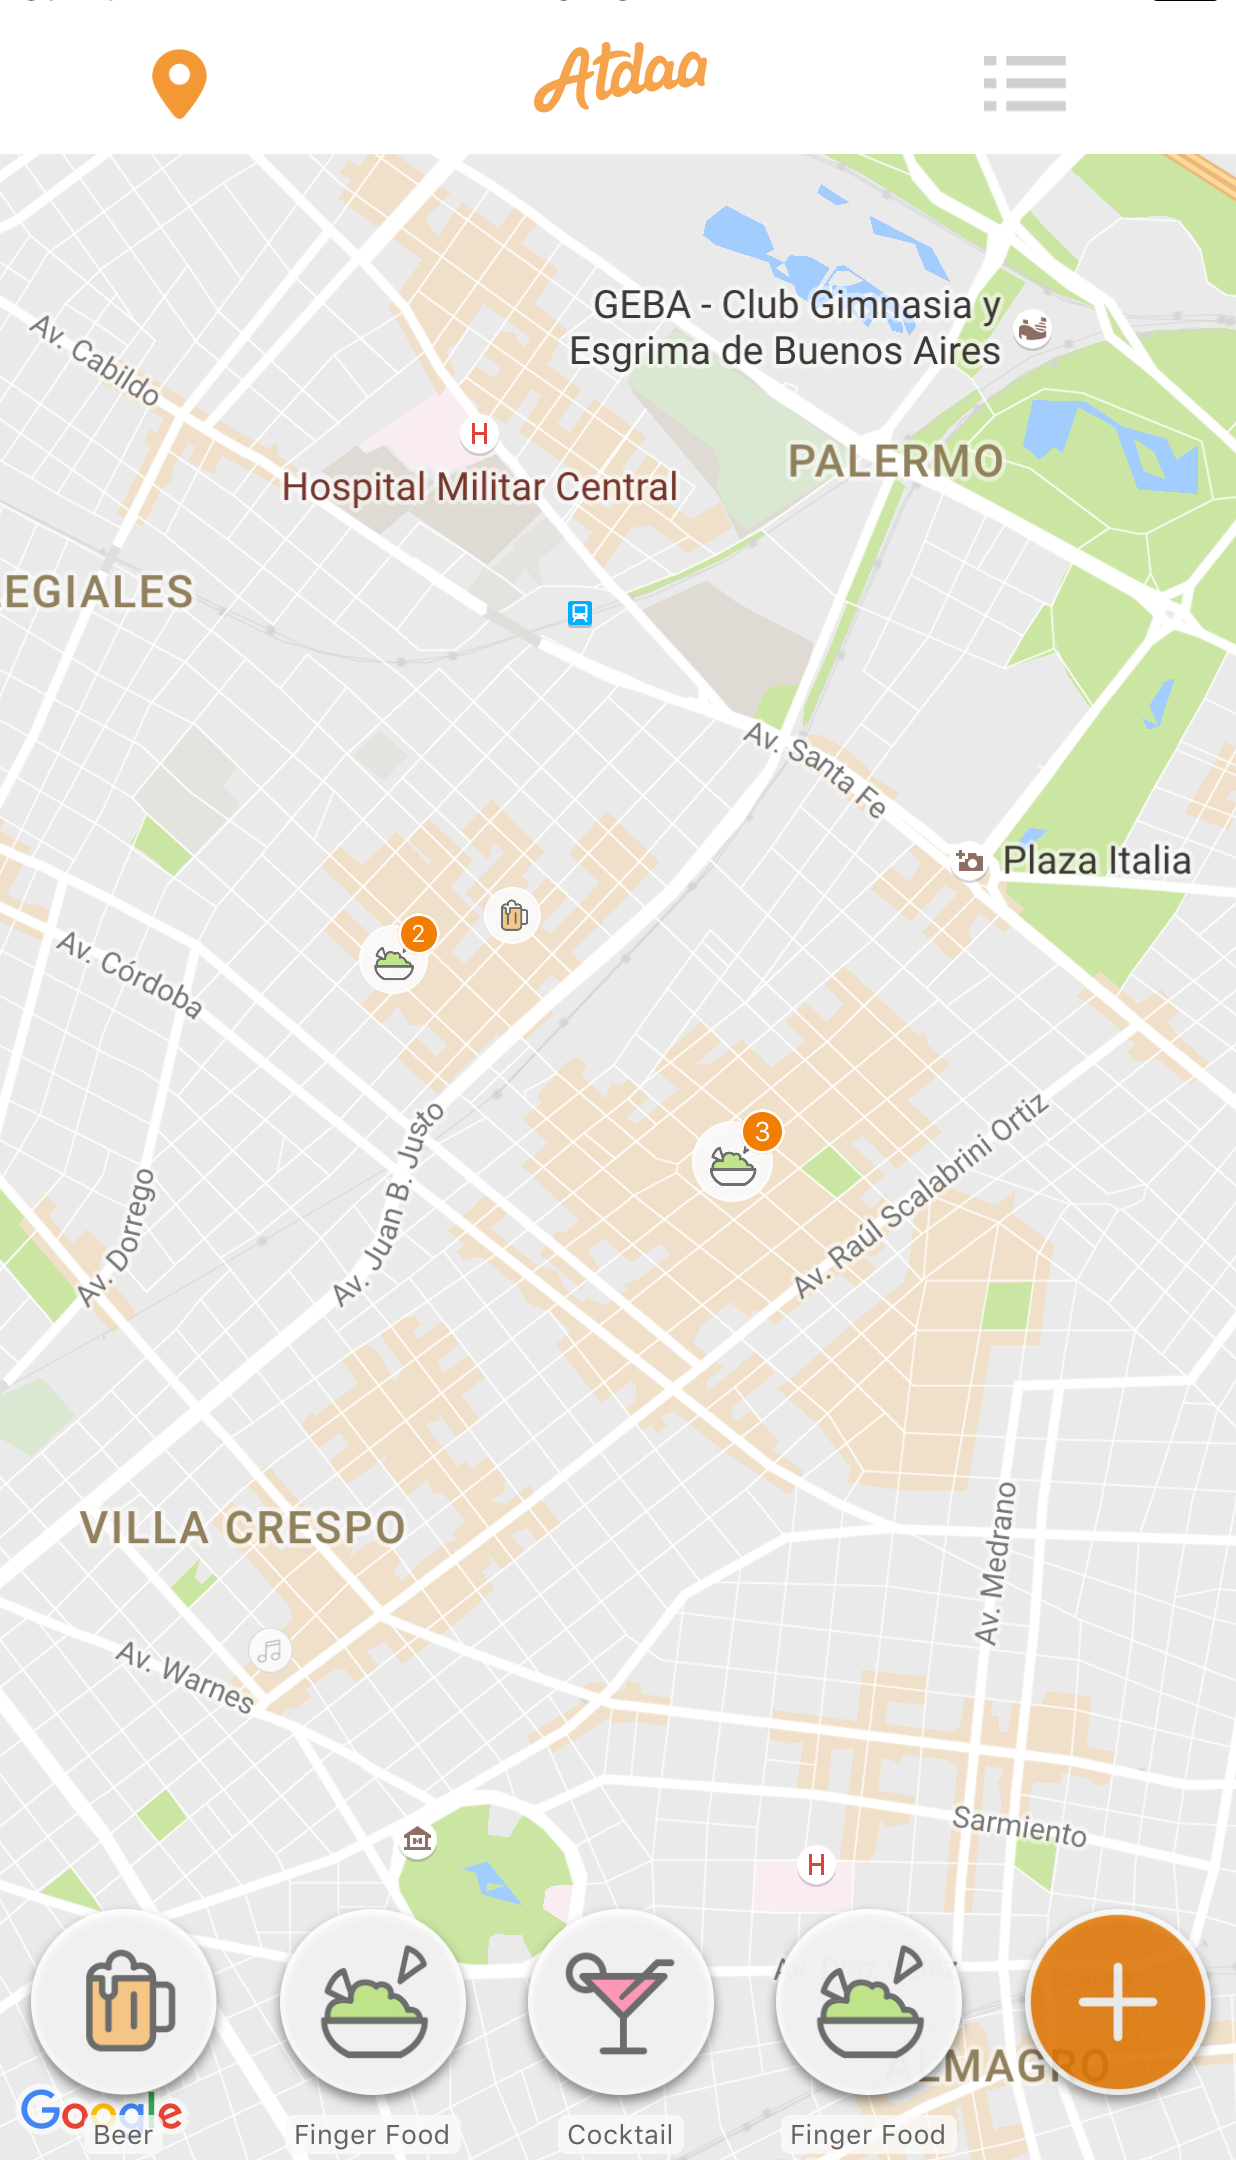 Atdaa
GEBA - Club Gimnasia y
Esgrima de Buenos Aires
Av. Cabildo
H
PALERMO
Hospital Militar Central
EGIALES
Av. Santa Fe
Plaza Italia
2
Av. Córdoba
3
Av. Juan B. Justo
Av. Raúl Scalabrini Ortiz
Av. Dorrego
VILLA CRESPO
Av. Medrano
Av. Warnes
Sarmiento
M
H
ALMAGRO
Google
Beer
Finger Food
Cocktail
Finger Food